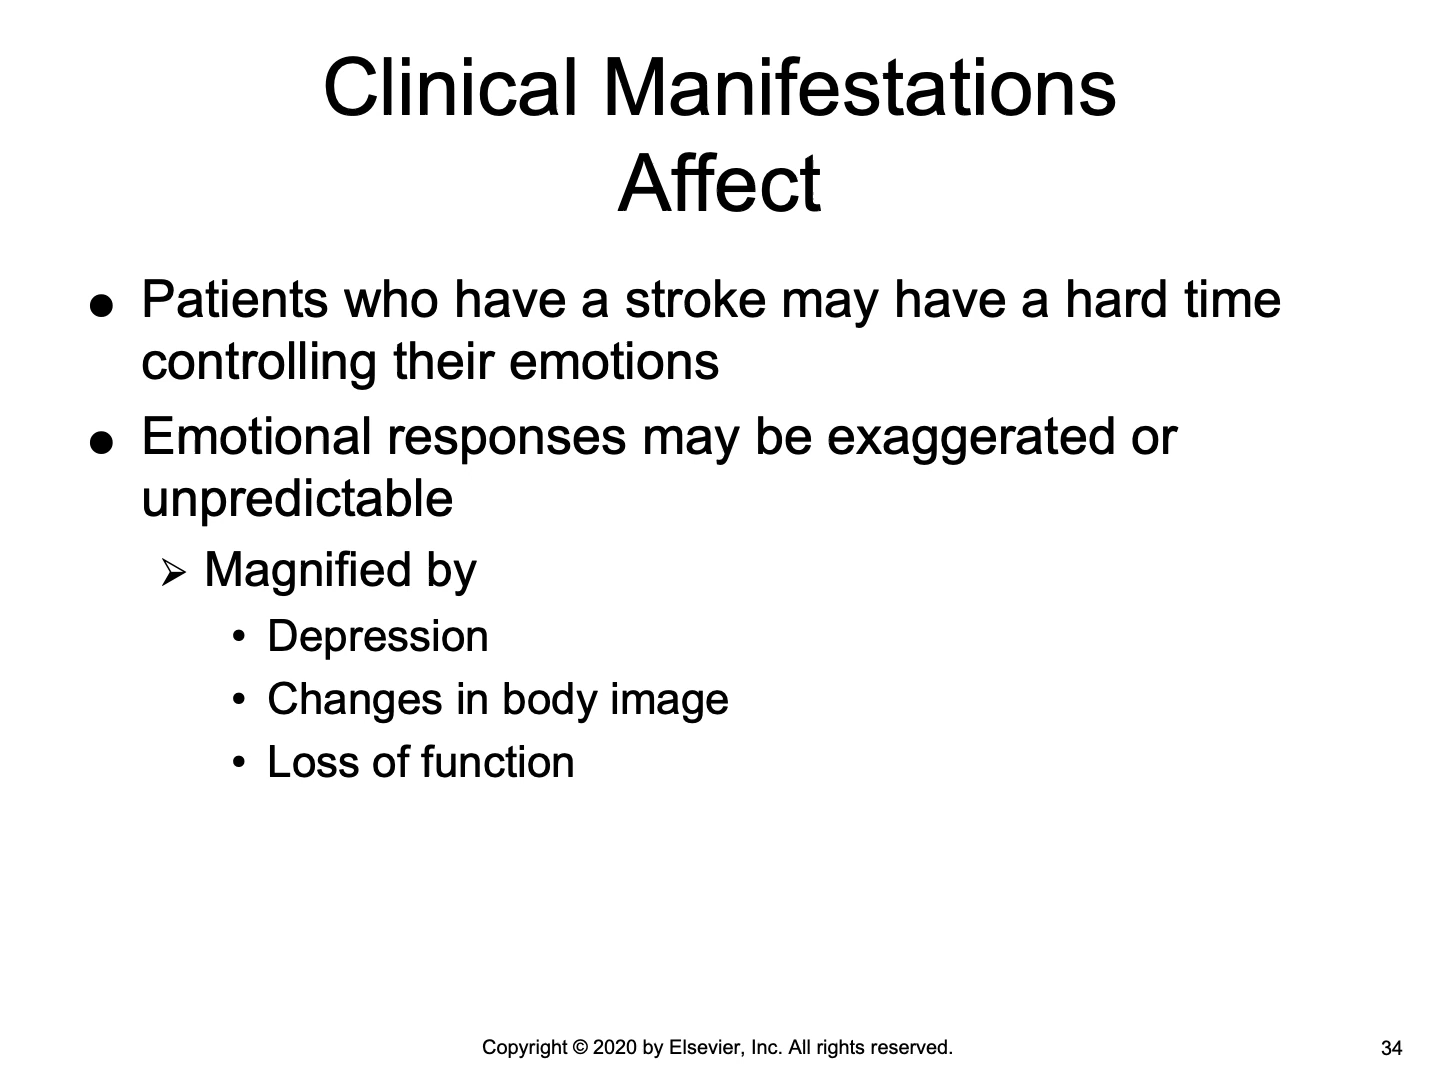 Clinical Manifestations
Affect
● Patients who have a stroke may have a hard time
controlling their emotions
● Emotional responses may be exaggerated or
unpredictable
➢ Magnified by
• Depression
• Changes in body image
• Loss of function
Copyright © 2020 by Elsevier, Inc. All rights reserved.
34